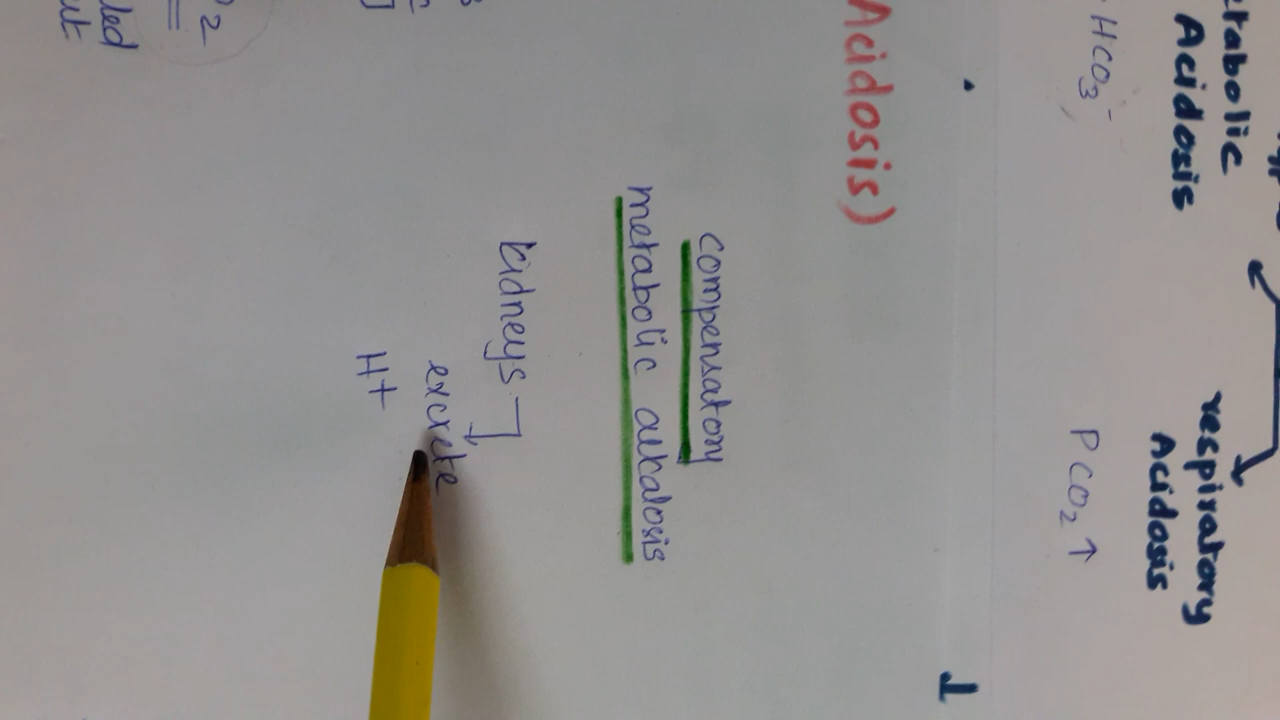 etabolic respiratory
Acidosis Acidosis
HCO₃⁻ PCO₂ ↑
Acidosis)
compensatory
metabolic alkalosis
kidneys
excrete
H+